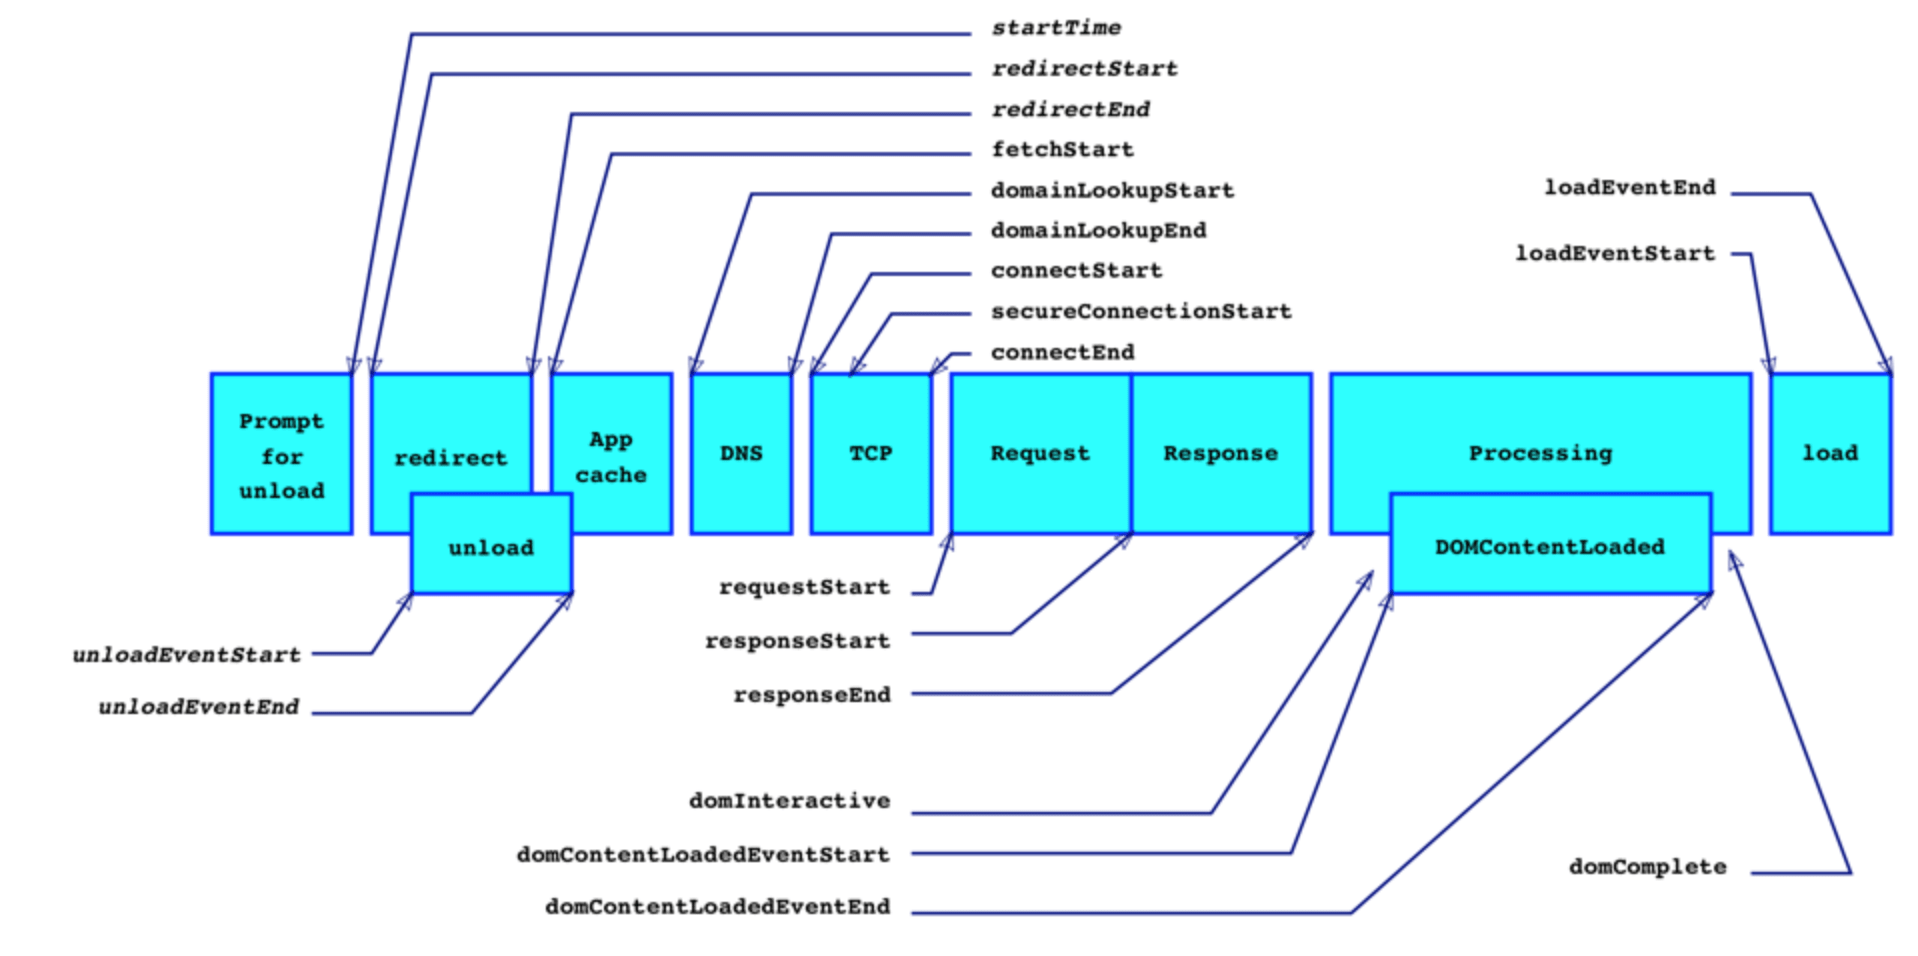 startTime
redirectStart
redirectEnd
fetchStart
domainLookupStart
domainLookupEnd
connectStart
secureConnectionStart
connectEnd
loadEventEnd
loadEventStart
Prompt
for
unload
redirect
unload
App
cache
DNS
TCP
Request
Response
Processing
DOMContentLoaded
load
unloadEventStart
unloadEventEnd
requestStart
responseStart
responseEnd
domInteractive
domContentLoadedEventStart
domContentLoadedEventEnd
domComplete